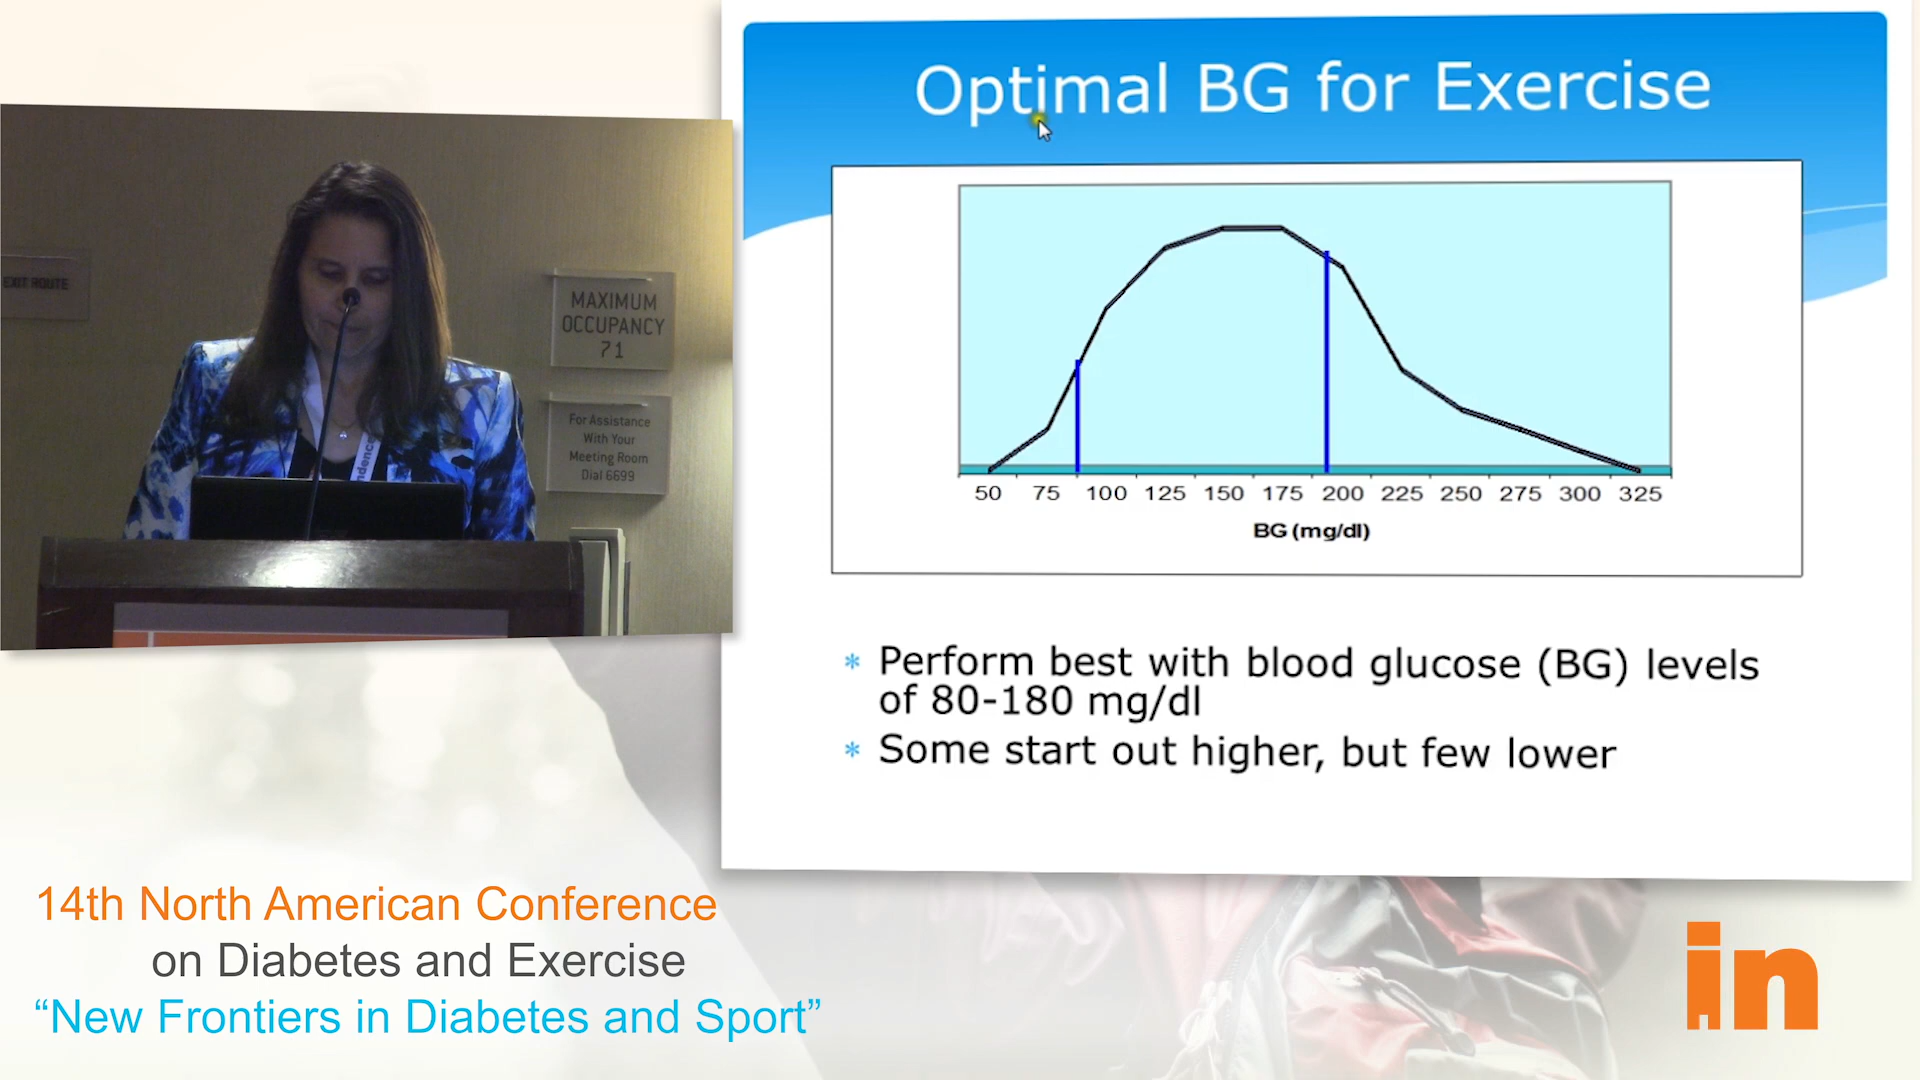 Optimal BG for Exercise
50 75 100 125 150 175 200 225 250 275 300 325
BG (mg/dl)
* Perform best with blood glucose (BG) levels
of 80-180 mg/dl
* Some start out higher, but few lower
EXIT ROUTE
MAXIMUM
OCCUPANCY
71
For Assistance
With Your
Meeting Room
Dial 6699
14th North American Conference
on Diabetes and Exercise
“New Frontiers in Diabetes and Sport”
in